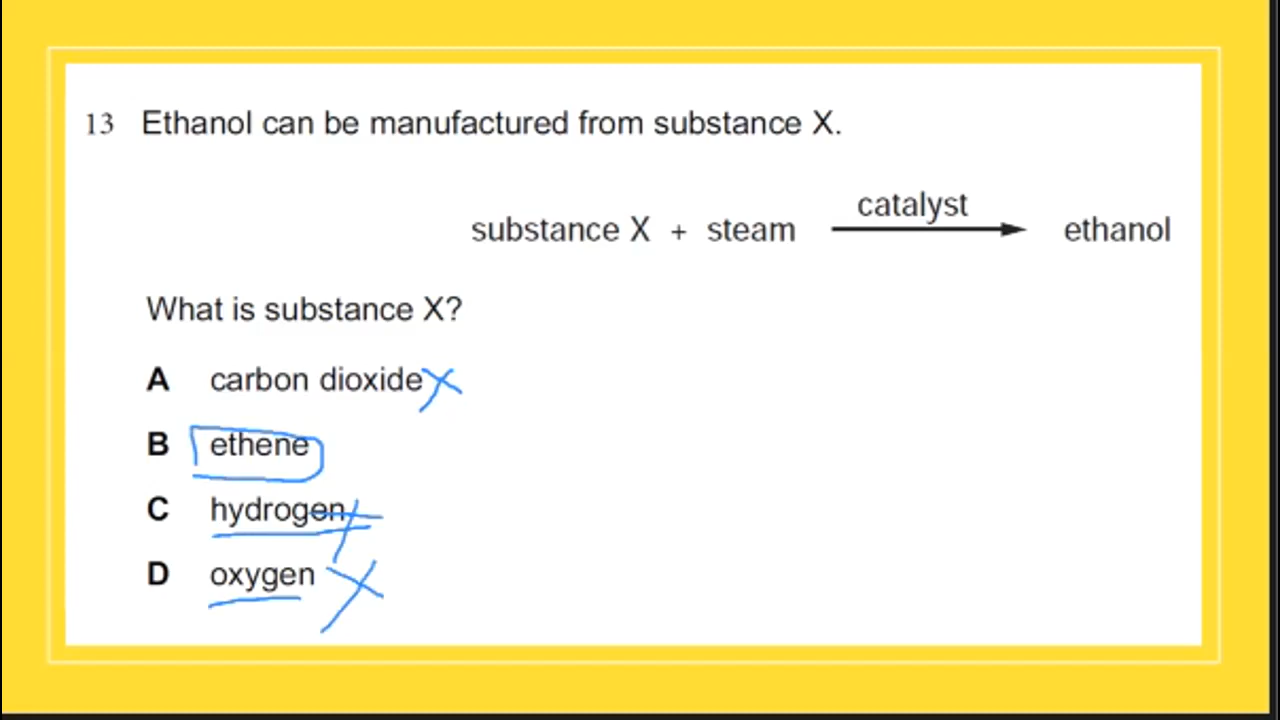 13 Ethanol can be manufactured from substance X.
catalyst
substance X + steam ethanol
What is substance X?
A carbon dioxide
B ethene
C hydrogen
D oxygen